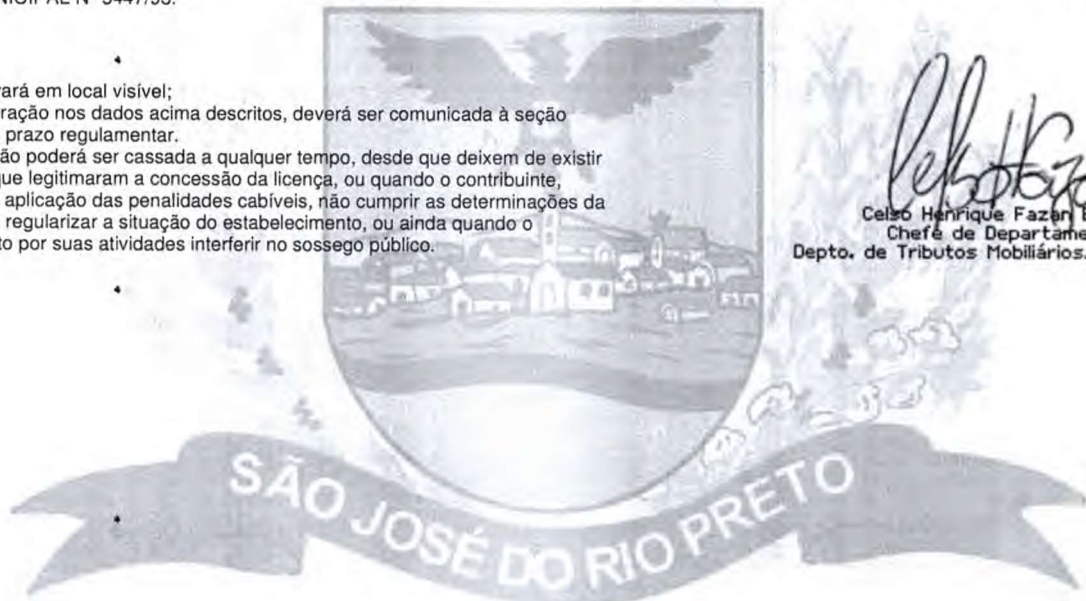 Nº 5447/93.
vará em local visível;
ração nos dados acima descritos, deverá ser comunicada à seção
prazo regulamentar.
ão poderá ser cassada a qualquer tempo, desde que deixem de existir
que legitimaram a concessão da licença, ou quando o contribuinte,
aplicação das penalidades cabíveis, não cumprir as determinações da
regularizar a situação do estabelecimento, ou ainda quando o
to por suas atividades interferir no sossego público.
Celso Henrique Fazan
Chefe de Departame
Depto. de Tributos Mobiliários.
SÃO JOSÉ DO RIO PRETO